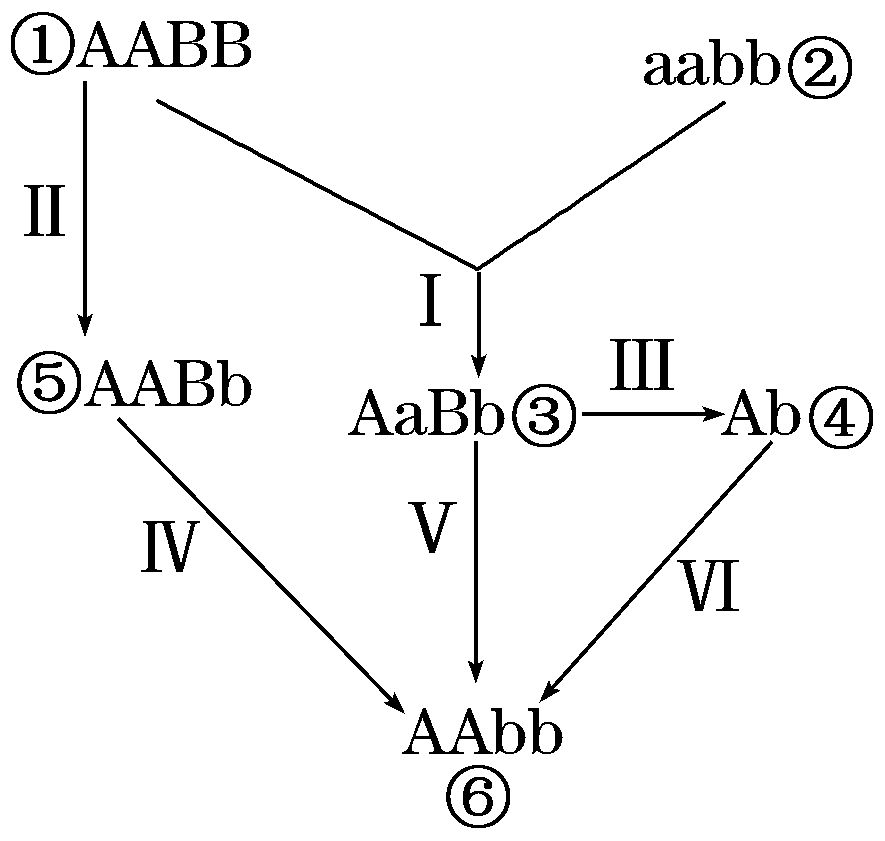 ①AABB aabb②
Ⅱ
Ⅰ
Ⅲ
⑤AABb AaBb③ Ab④
Ⅳ Ⅴ Ⅵ
AAbb
⑥